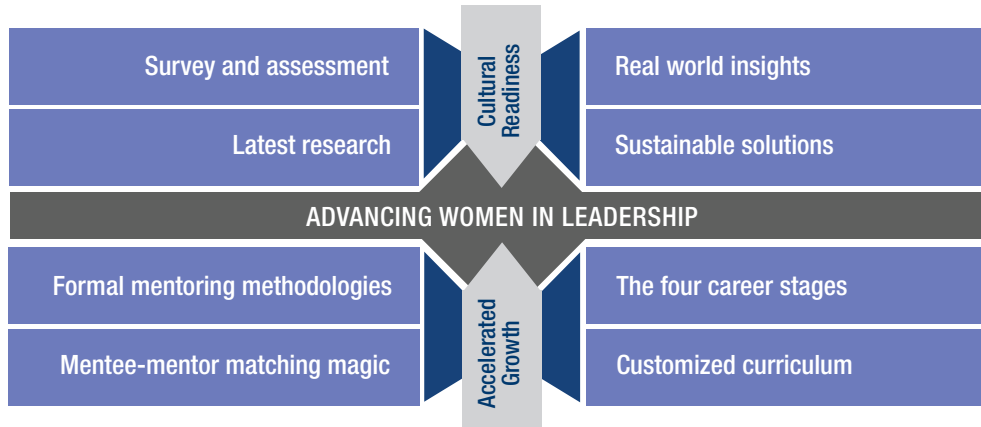 Survey and assessment
Latest research
Cultural
Readiness
Real world insights
Sustainable solutions
ADVANCING WOMEN IN LEADERSHIP
Formal mentoring methodologies
Mentee-mentor matching magic
Accelerated
Growth
The four career stages
Customized curriculum